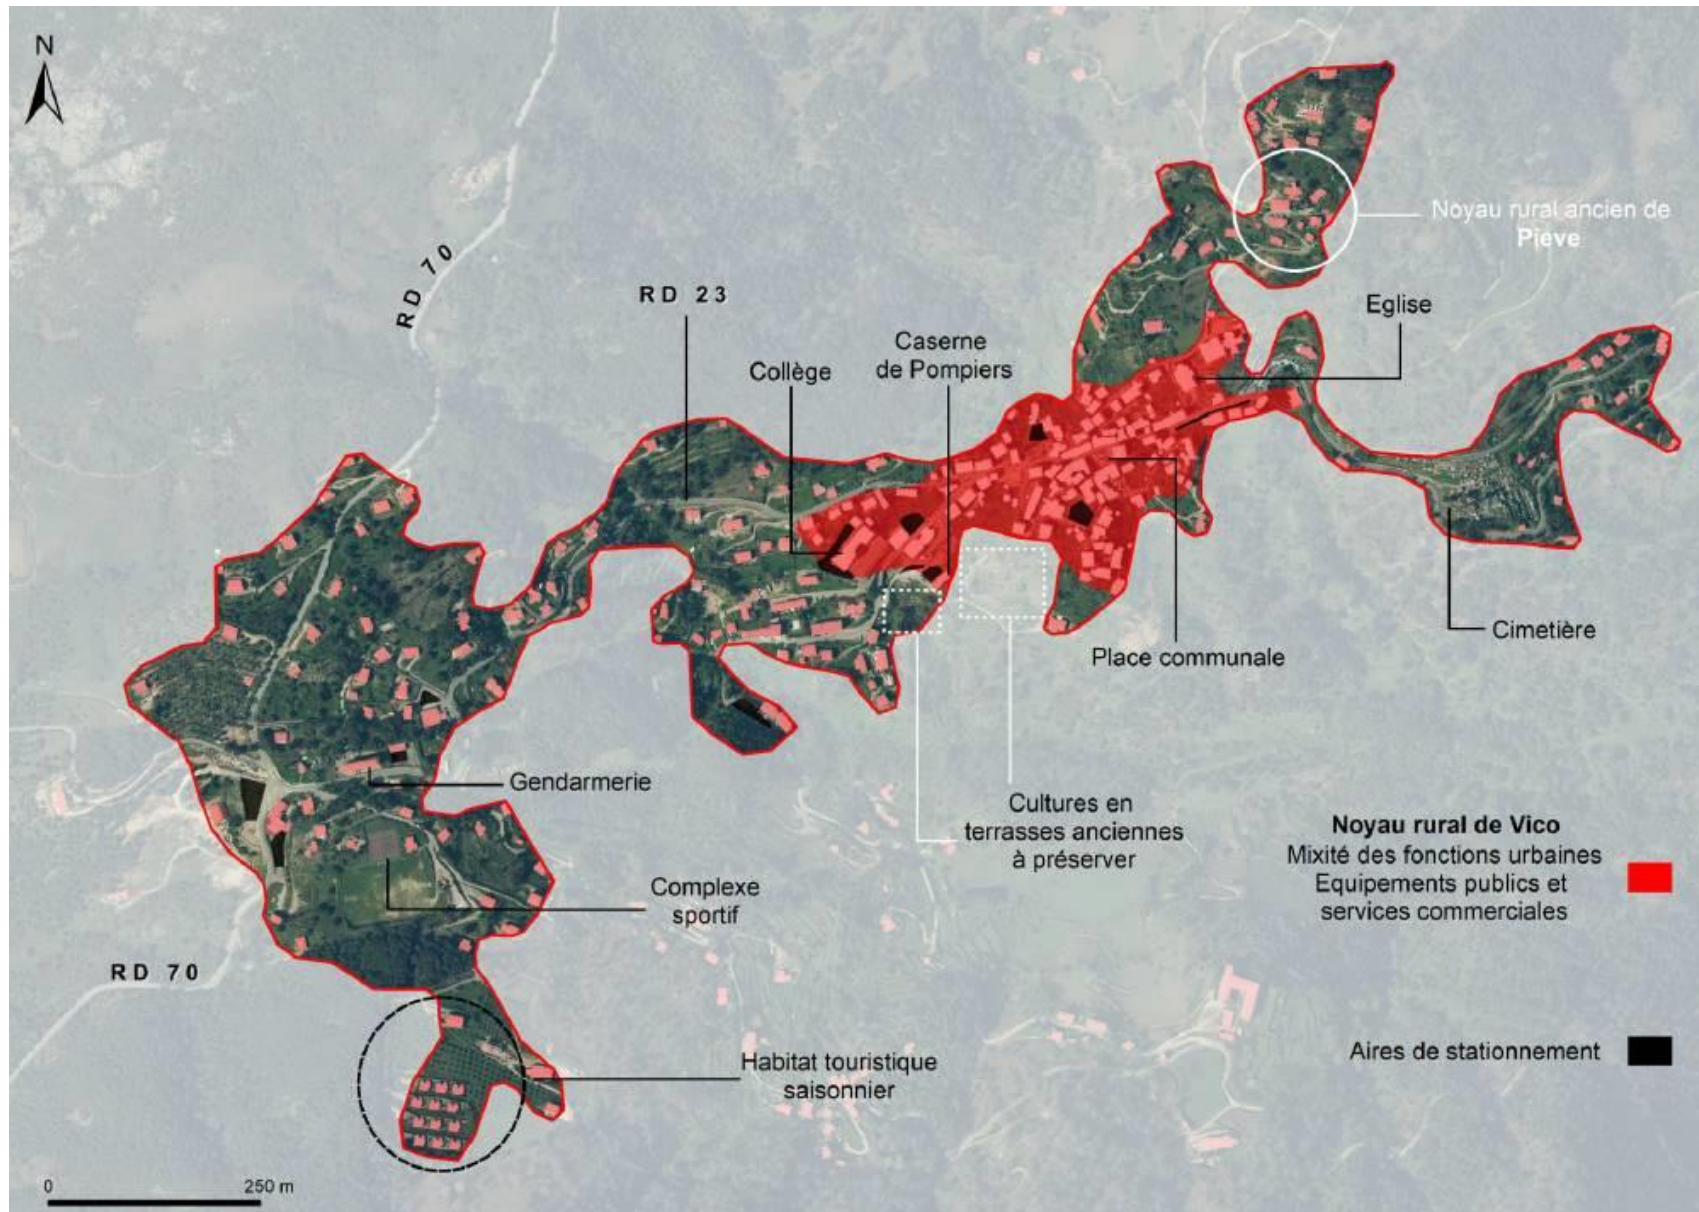 N
RD 70
RD 23
Collège
Caserne
de Pompiers
Eglise
Noyau rural ancien de
Piève
Cimetière
Place communale
Gendarmerie
Cultures en
terrasses anciennes
à préserver
Complexe
sportif
RD 70
Habitat touristique
saisonnier
Noyau rural de Vico
Mixité des fonctions urbaines
Equipements publics et
services commerciales
Aires de stationnement
0 250 m